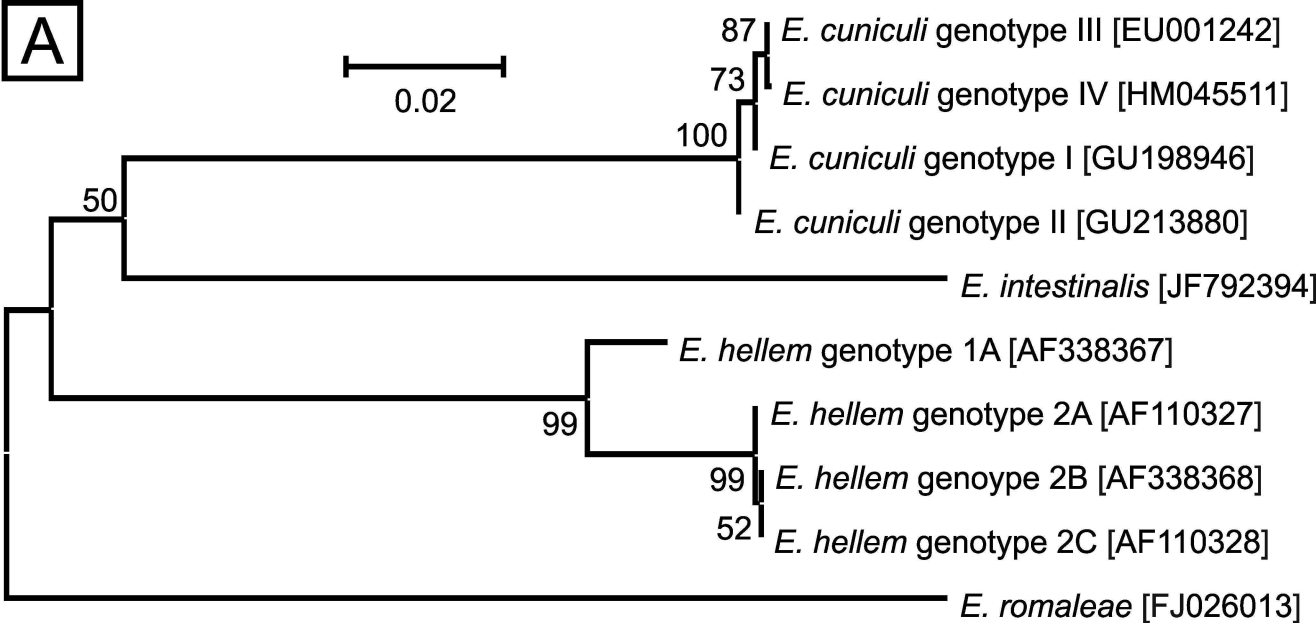 A
87 E. cuniculi genotype III [EU001242]
0.02
73
E. cuniculi genotype IV [HM045511]
100
E. cuniculi genotype I [GU198946]
50
E. cuniculi genotype II [GU213880]
E. intestinalis [JF792394]
E. hellem genotype 1A [AF338367]
99
E. hellem genotype 2A [AF110327]
99 E. hellem genoype 2B [AF338368]
52
E. hellem genotype 2C [AF110328]
E. romaleae [FJ026013]